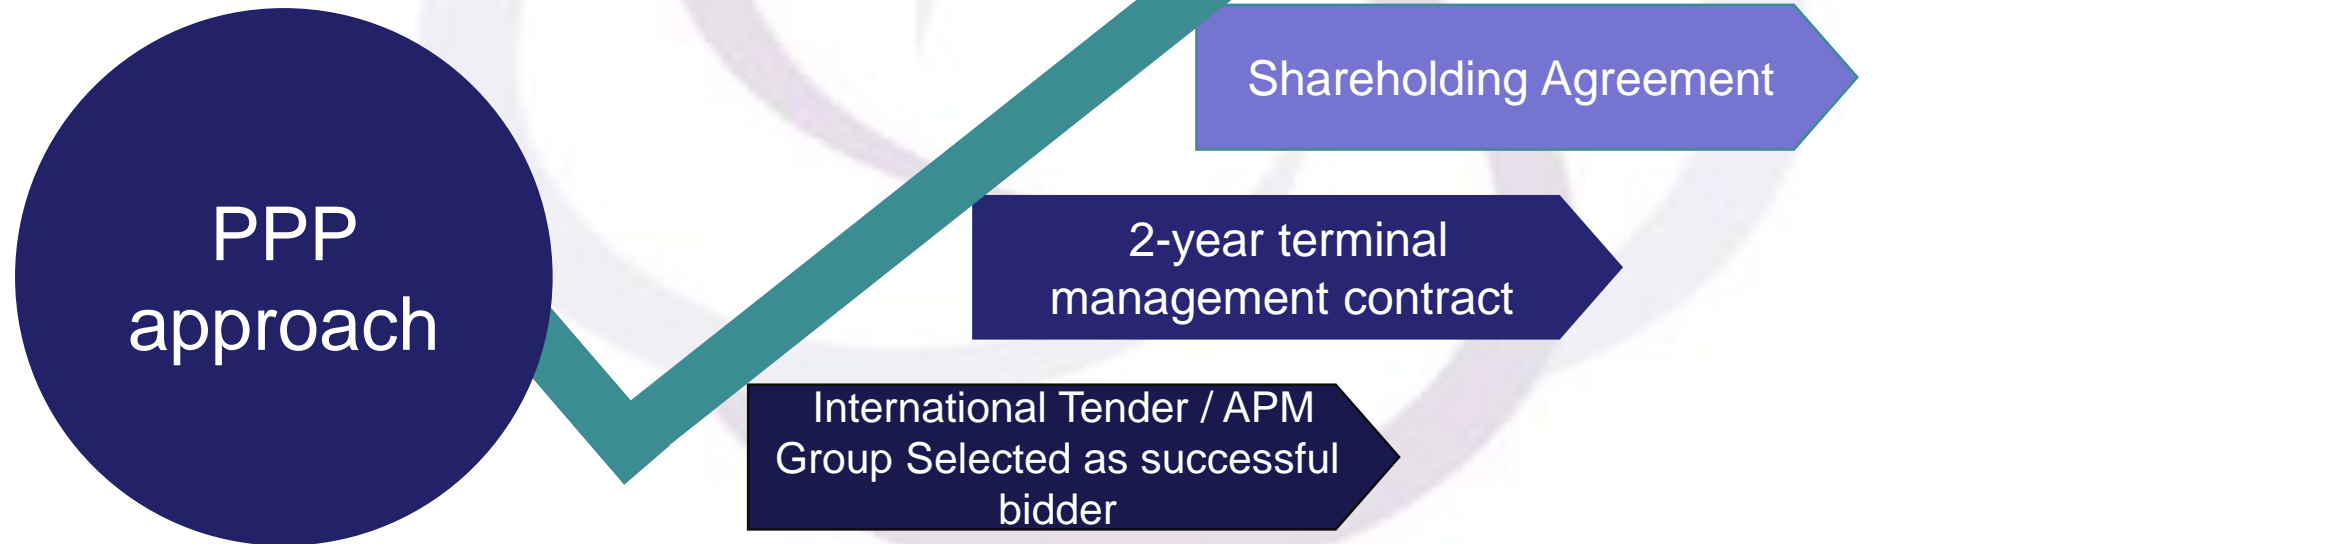 PPP
approach
Shareholding Agreement
2-year terminal
management contract
International Tender / APM
Group Selected as successful
bidder